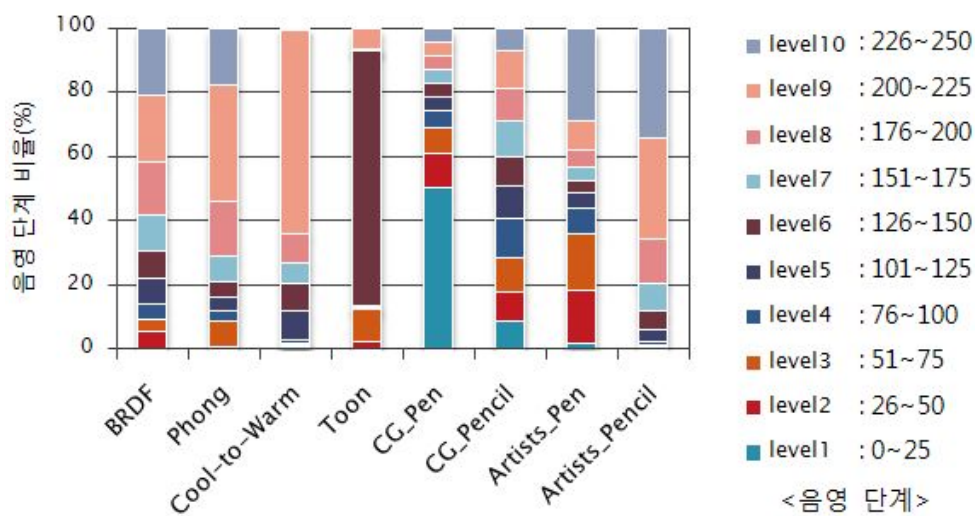 100
80
60
40
20
0
음영 단계 비율(%)
BRDF
Phong
Cool-to-Warm
Toon
CG_Pen
CG_Pencil
Artists_Pen
Artists_Pencil
level10 : 226~250
level9 : 200~225
level8 : 176~200
level7 : 151~175
level6 : 126~150
level5 : 101~125
level4 : 76~100
level3 : 51~75
level2 : 26~50
level1 : 0~25
<음영 단계>